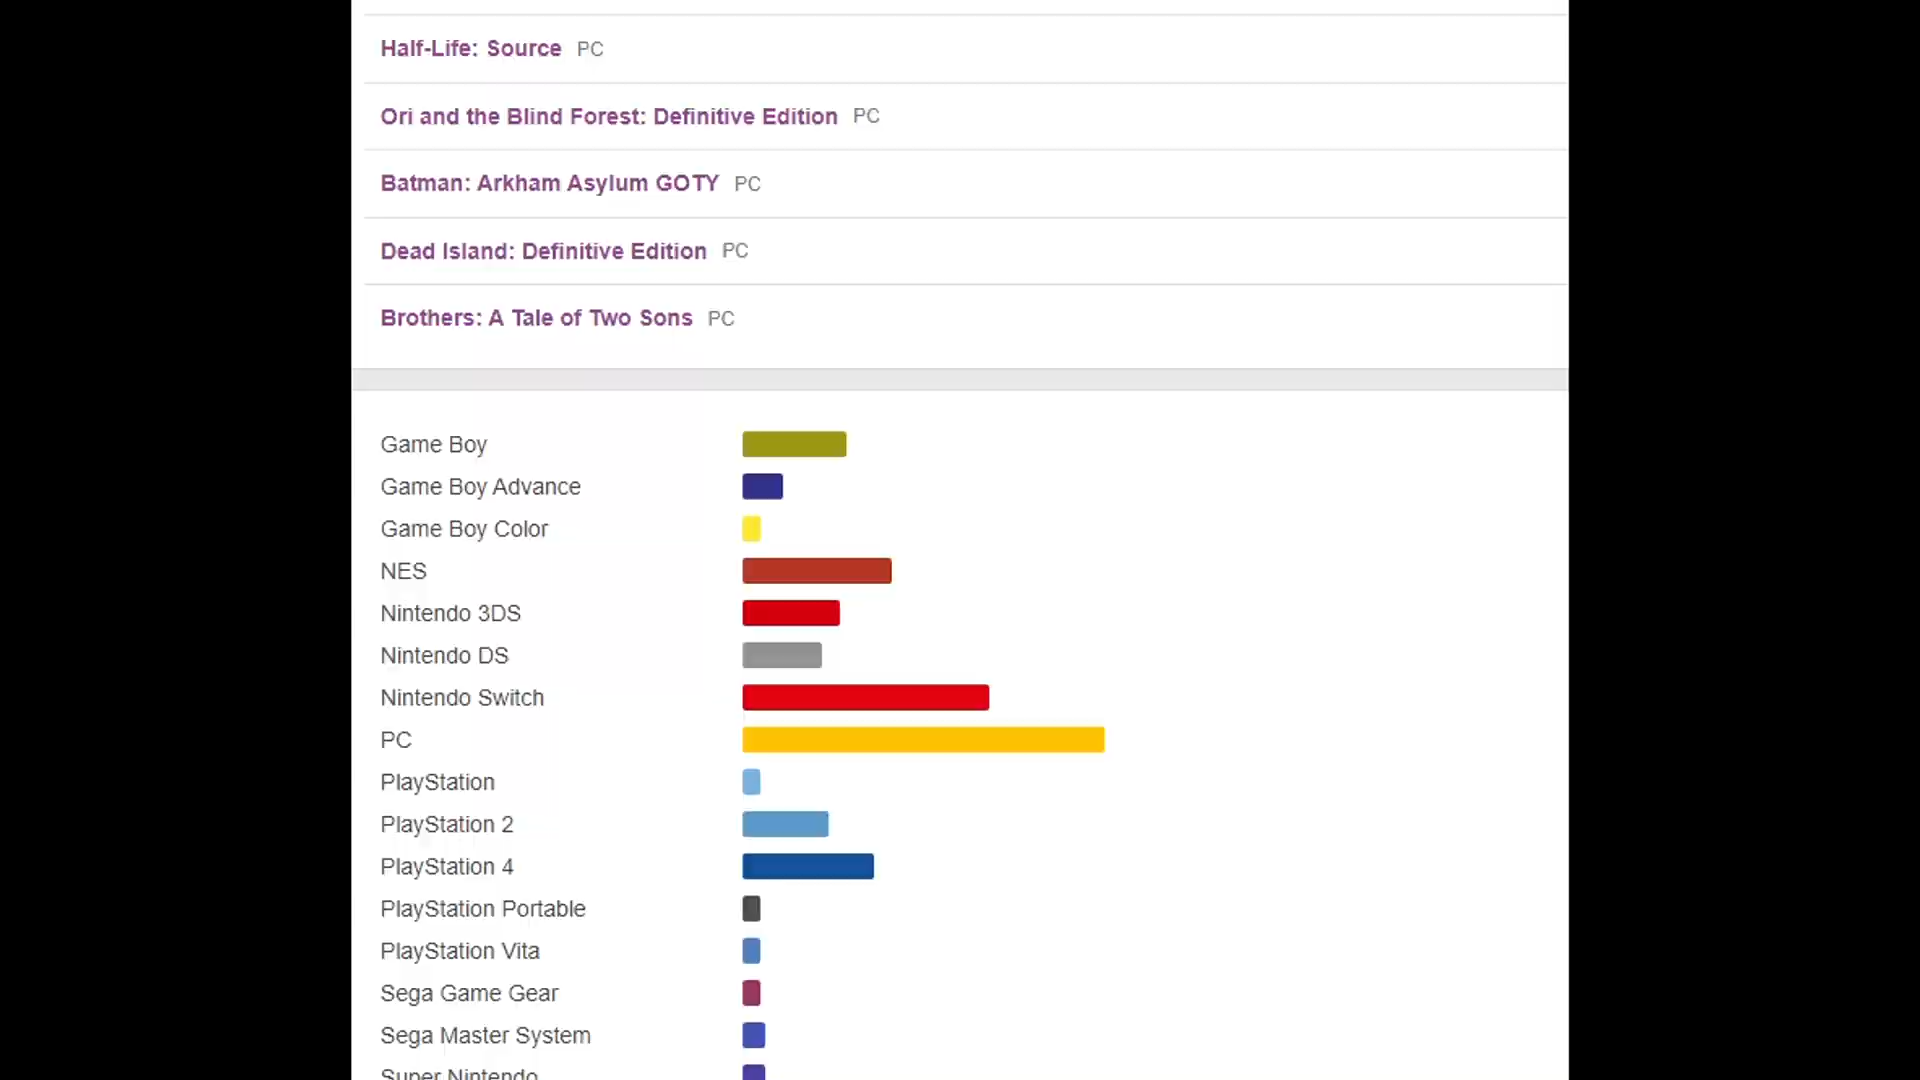 Half-Life: Source PC
Ori and the Blind Forest: Definitive Edition PC
Batman: Arkham Asylum GOTY PC
Dead Island: Definitive Edition PC
Brothers: A Tale of Two Sons PC
Game Boy
Game Boy Advance
Game Boy Color
NES
Nintendo 3DS
Nintendo DS
Nintendo Switch
PC
PlayStation
PlayStation 2
PlayStation 4
PlayStation Portable
PlayStation Vita
Sega Game Gear
Sega Master System
Super Nintendo